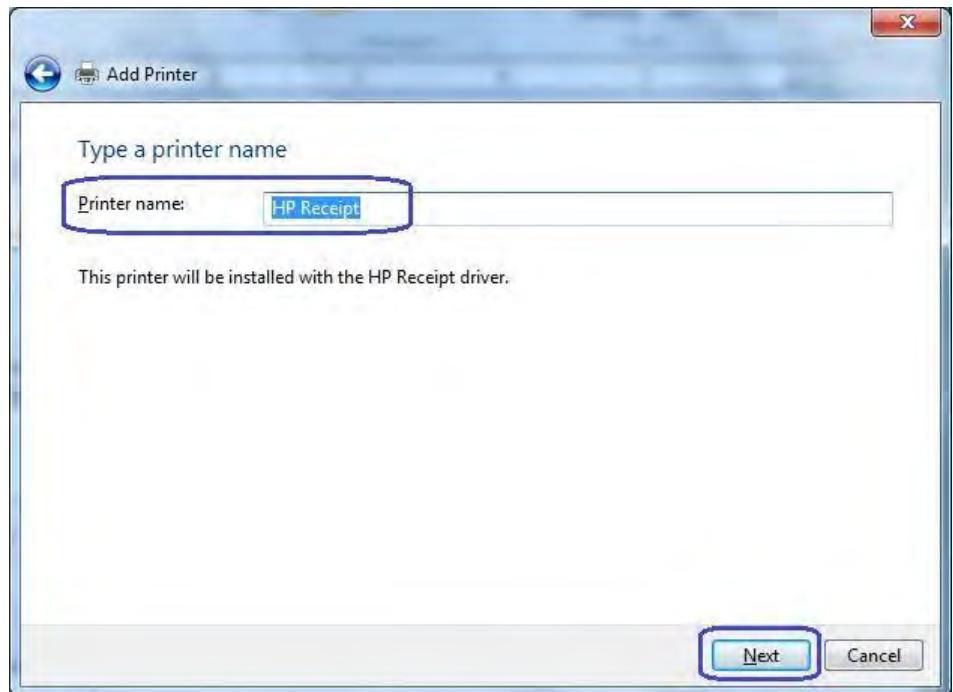 Add Printer
Type a printer name
Printer name: HP Receipt
This printer will be installed with the HP Receipt driver.
Next Cancel